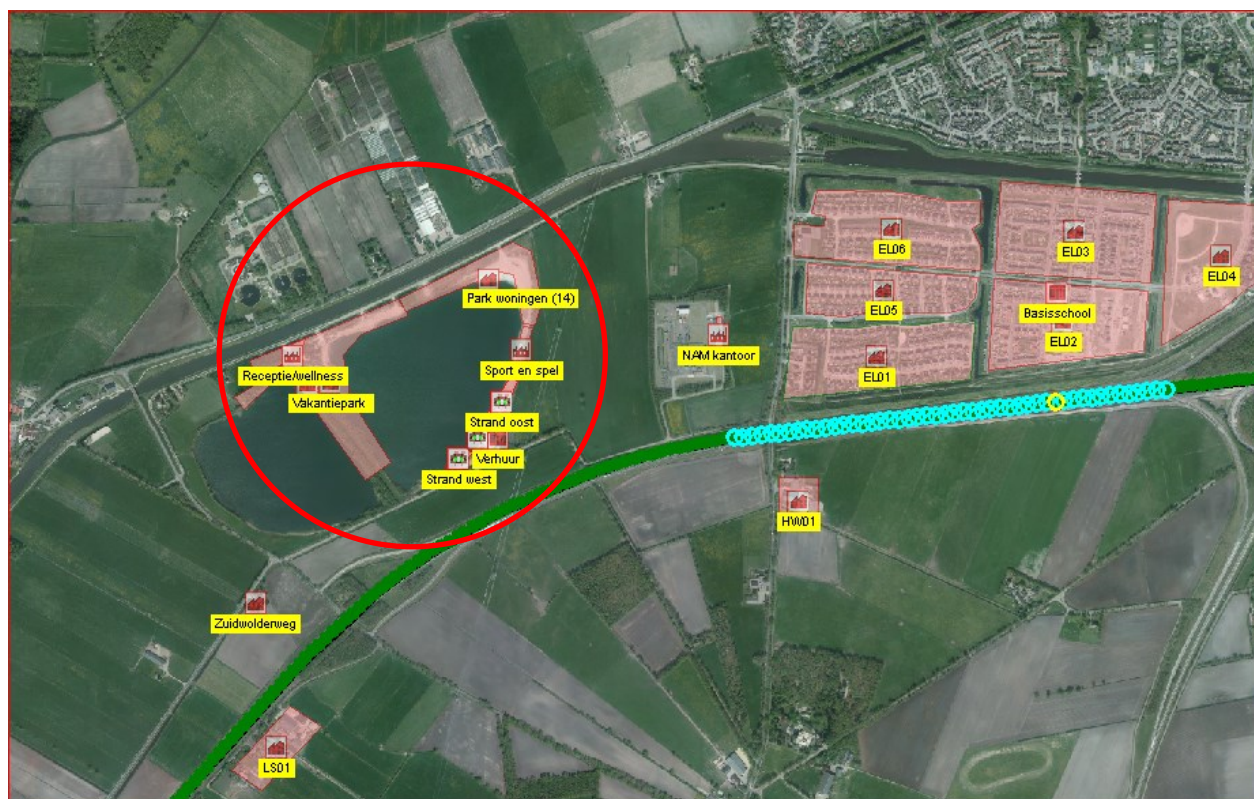 EL06
EL03
EL04
Park woningen (14)
EL05
Basisschool
EL02
NAM kantoor
EL01
Receptie/wellness
Sport en spel
Vakantiepark
Strand oost
Verhuur
Strand west
HW01
Zuidwolderweg
LS01